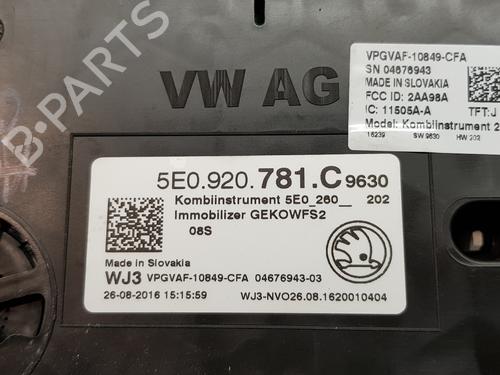 VW AG
VPGVAF-10849-CFA
SN 04676943
MADE IN SLOVAKIA
FCC ID: 2AA98A
IC: 11505A-A TFT:J
Model: Kombiinstrument 2
16239 SW 9630 HW 202
5E0.920.781.C 9630
Kombiinstrument 5E0_260__ 202
Immobilizer GEKOWFS2
08S
Made in Slovakia
WJ3 VPGVAF-10849-CFA 04676943-03
26-08-2016 15:15:59 WJ3-NVO26.08.1620010404
B-Parts